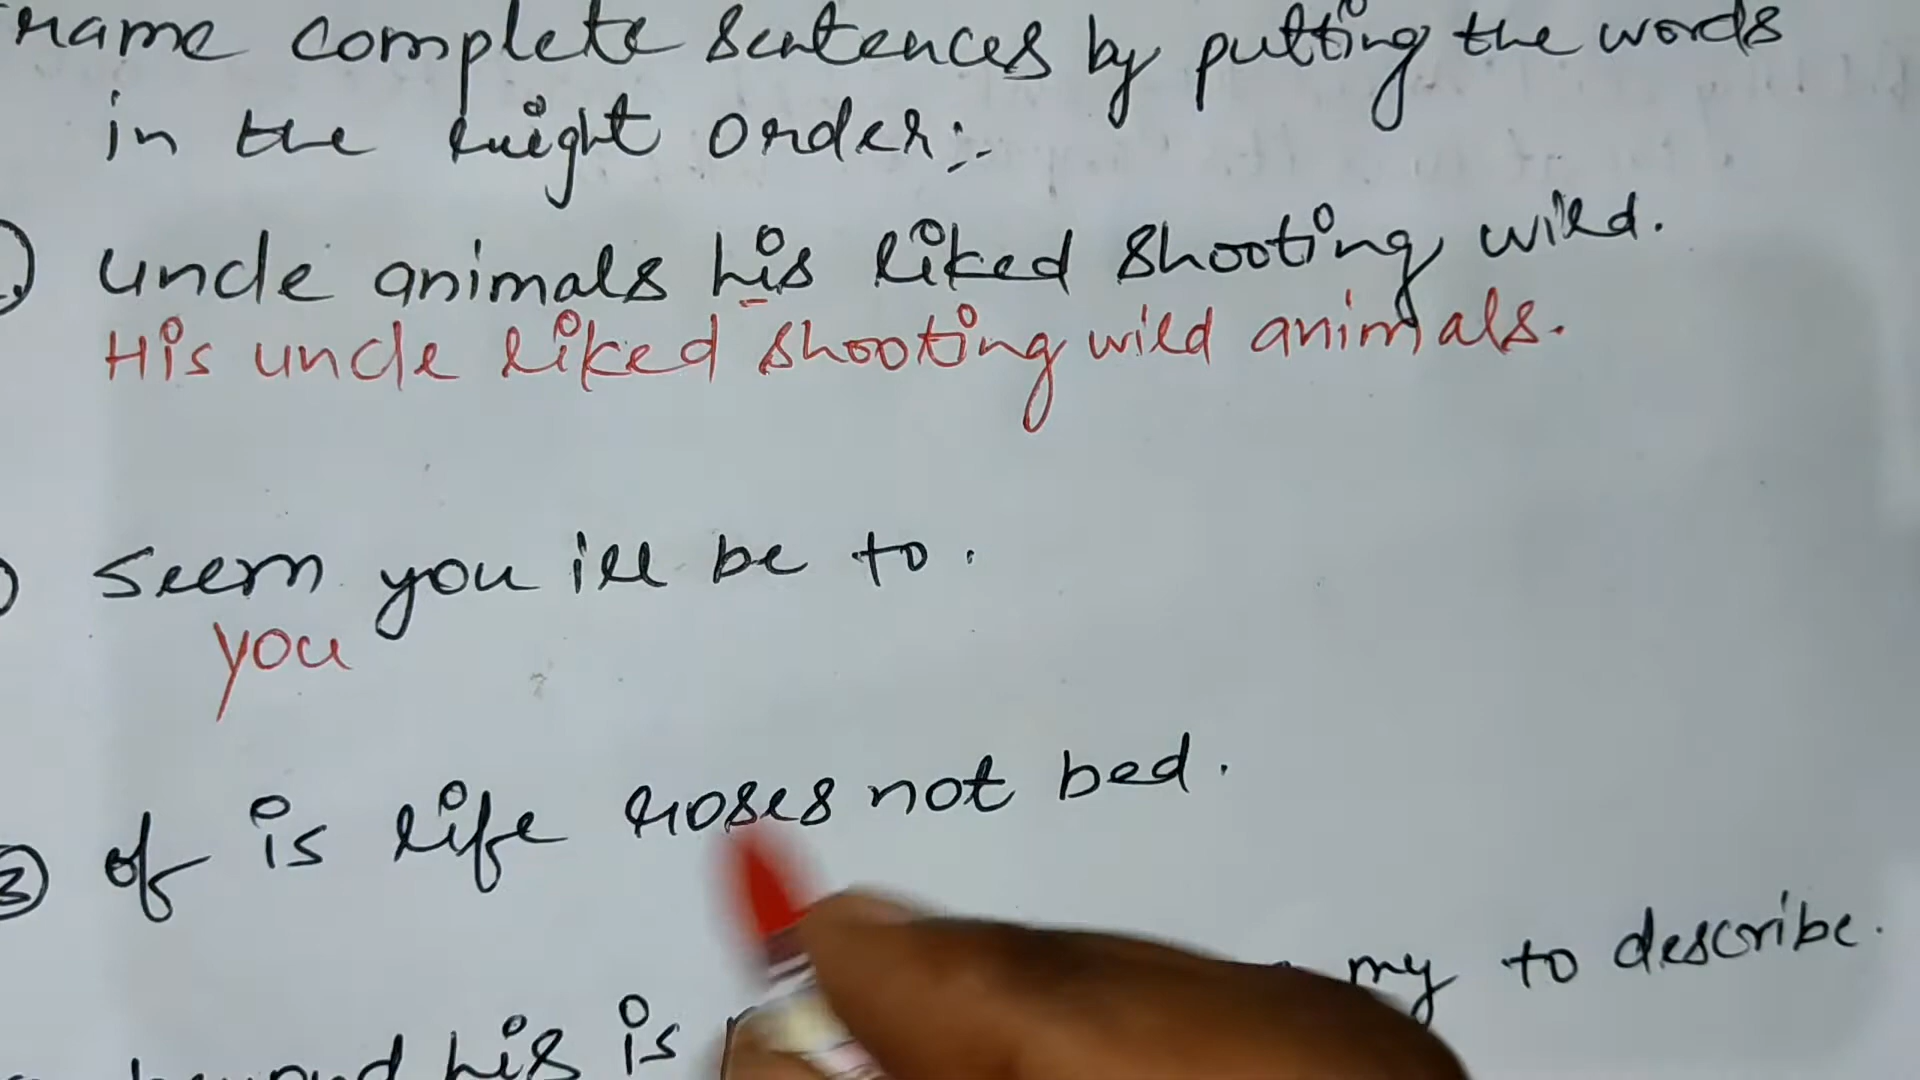 rame complete sentences by putting the words
in the right order:-
uncle animals his liked shooting wild.
His uncle liked shooting wild animals.
Seem you ill be to.
you
3 of is life roses not bed.
my to describe.
his is